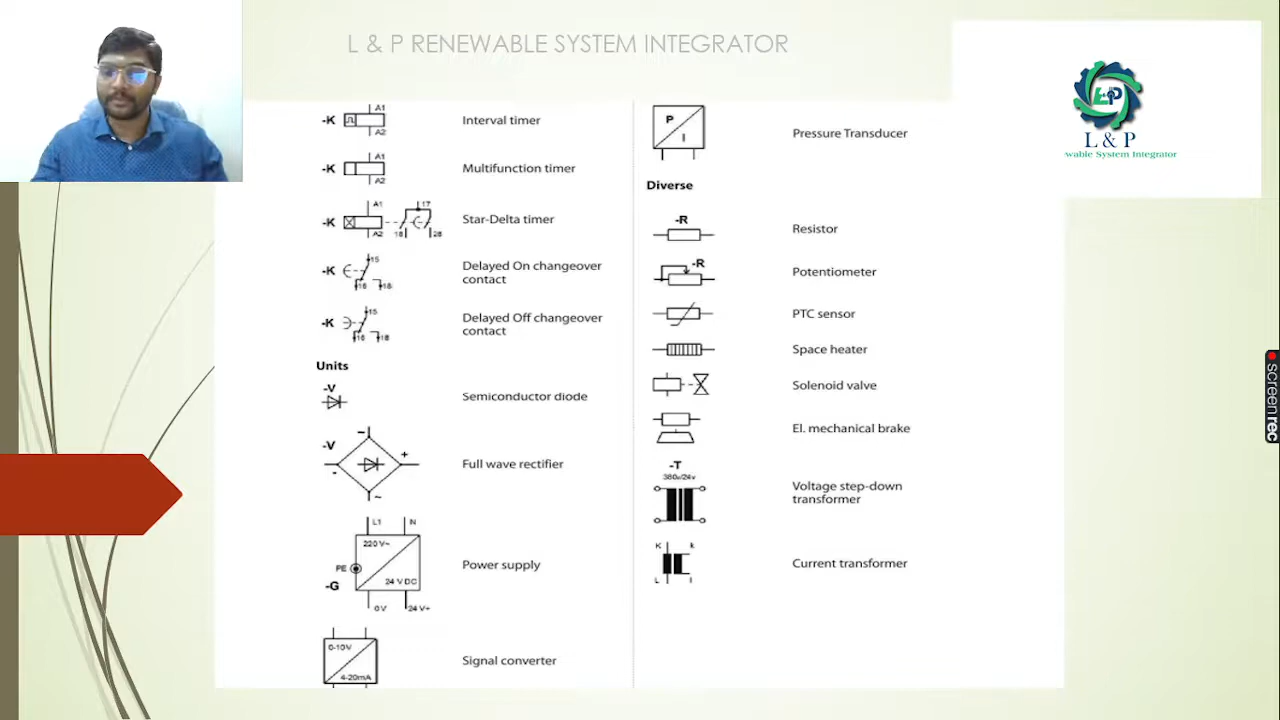 L & P RENEWABLE SYSTEM INTEGRATOR
L&P
L & P
wable System Integrator
-K
A1
A2
Interval timer
-K
A1
A2
Multifunction timer
-K
A1
A2
17
18
28
Star-Delta timer
-K
15
16
18
Delayed On changeover
contact
-K
15
16
18
Delayed Off changeover
contact
Units
-V
Semiconductor diode
-V
~
+
-
~
Full wave rectifier
L1
N
220 V~
PE
24 V DC
-G
0V
24 V+
Power supply
0-10V
4-20mA
Signal converter
P
I
Pressure Transducer
Diverse
-R
Resistor
-R
Potentiometer
PTC sensor
Space heater
Solenoid valve
El. mechanical brake
-T
380v/24v
Voltage step-down
transformer
K
k
L
l
Current transformer
screenrec